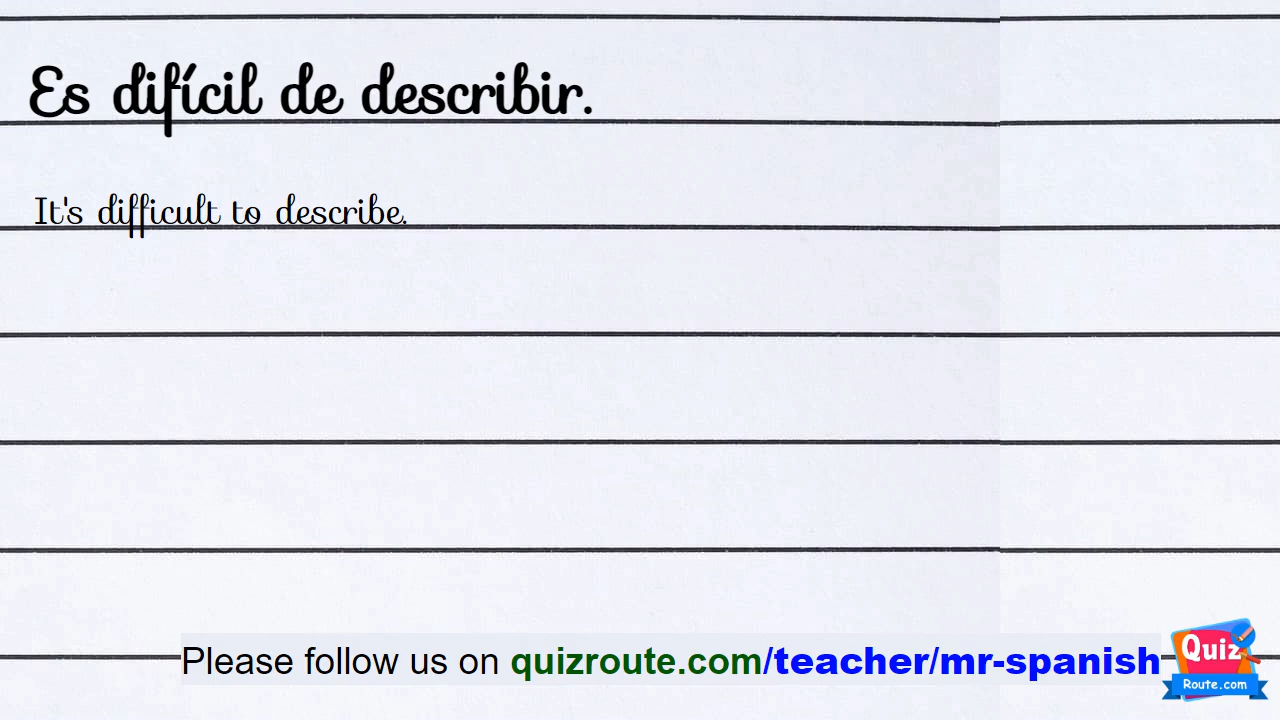 Es difícil de describir.
It's difficult to describe.
Please follow us on quizroute.com/teacher/mr-spanish
Quiz
Route.com